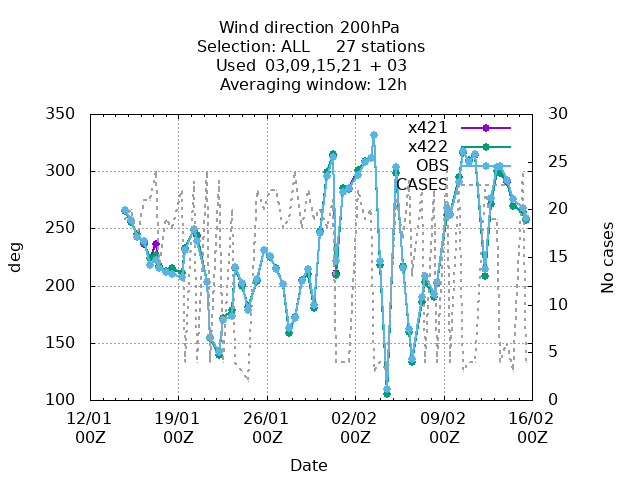 Wind direction 200hPa
Selection: ALL     27 stations
Used  03,09,15,21 + 03
Averaging window: 12h
350
300
250
200
150
100
30
25
20
15
10
5
0
x421
x422
OBS
CASES
deg
No cases
12/01 19/01 26/01 02/02 09/02 16/02
00Z 00Z 00Z 00Z 00Z 00Z
Date